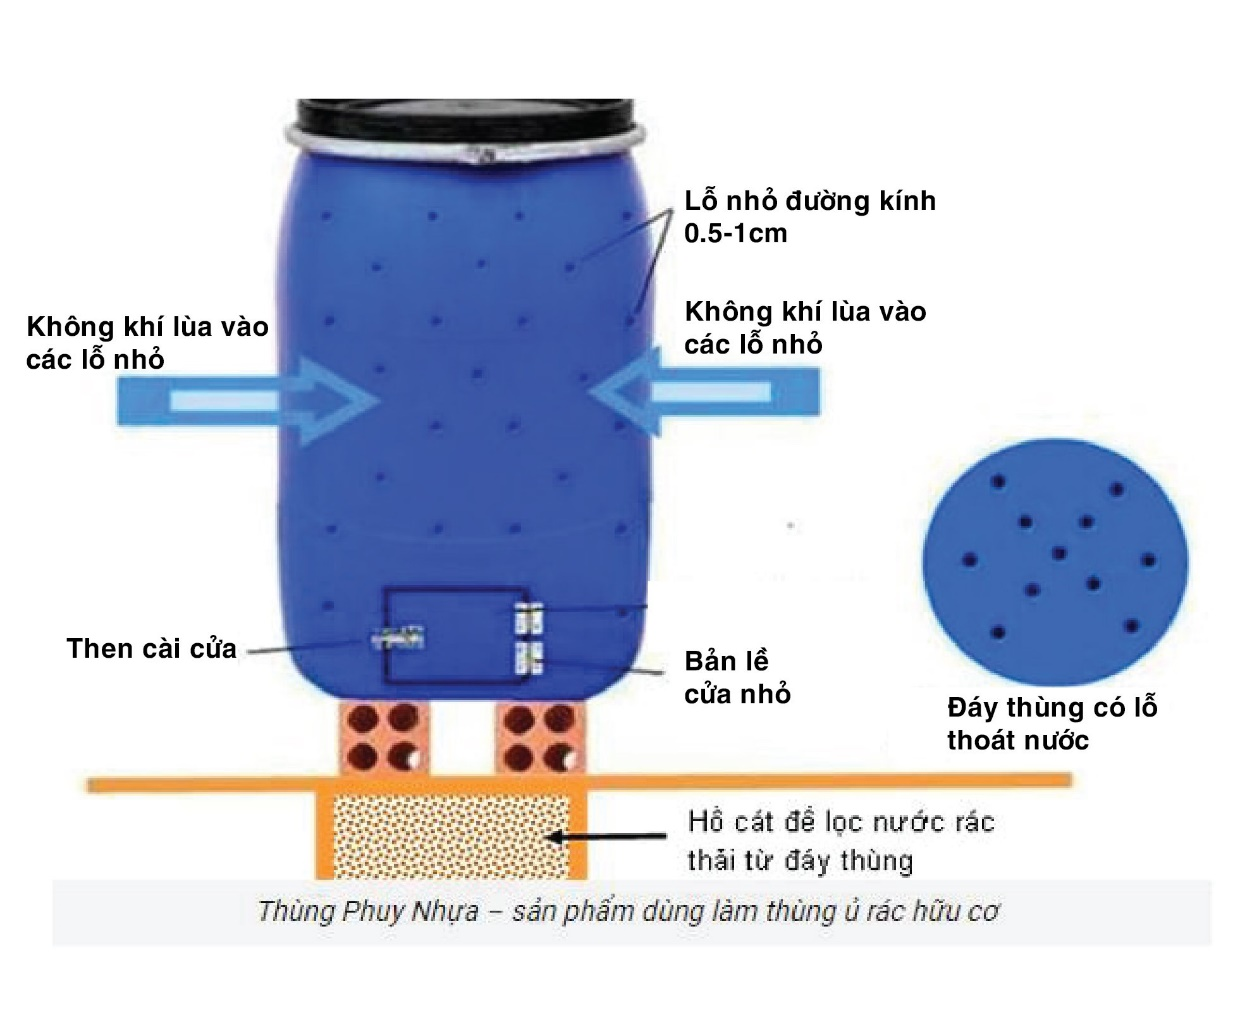 Lỗ nhỏ đường kính
0.5-1cm
Không khí lùa vào
các lỗ nhỏ
Không khí lùa vào
các lỗ nhỏ
Then cài cửa
Bản lề
cửa nhỏ
Đáy thùng có lỗ
thoát nước
Hố cát để lọc nước rác
thải từ đáy thùng
Thùng Phuy Nhựa – sản phẩm dùng làm thùng ủ rác hữu cơ